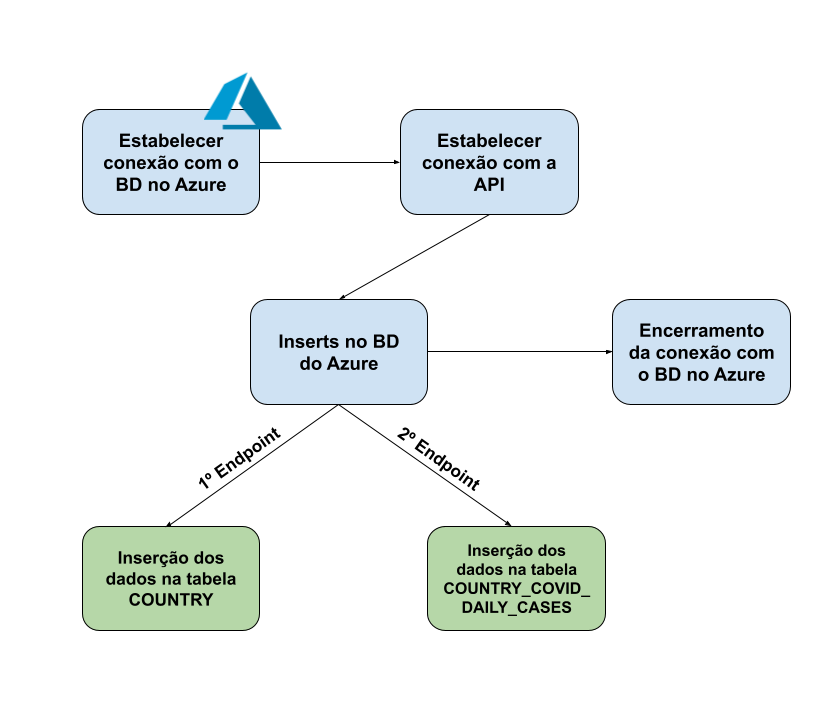 Estabelecer
conexão com o
BD no Azure
Estabelecer
conexão com a
API
Inserts no BD
do Azure
Encerramento
da conexão com
o BD no Azure
1º Endpoint
2º Endpoint
Inserção dos
dados na tabela
COUNTRY
Inserção dos
dados na tabela
COUNTRY_COVID_
DAILY_CASES